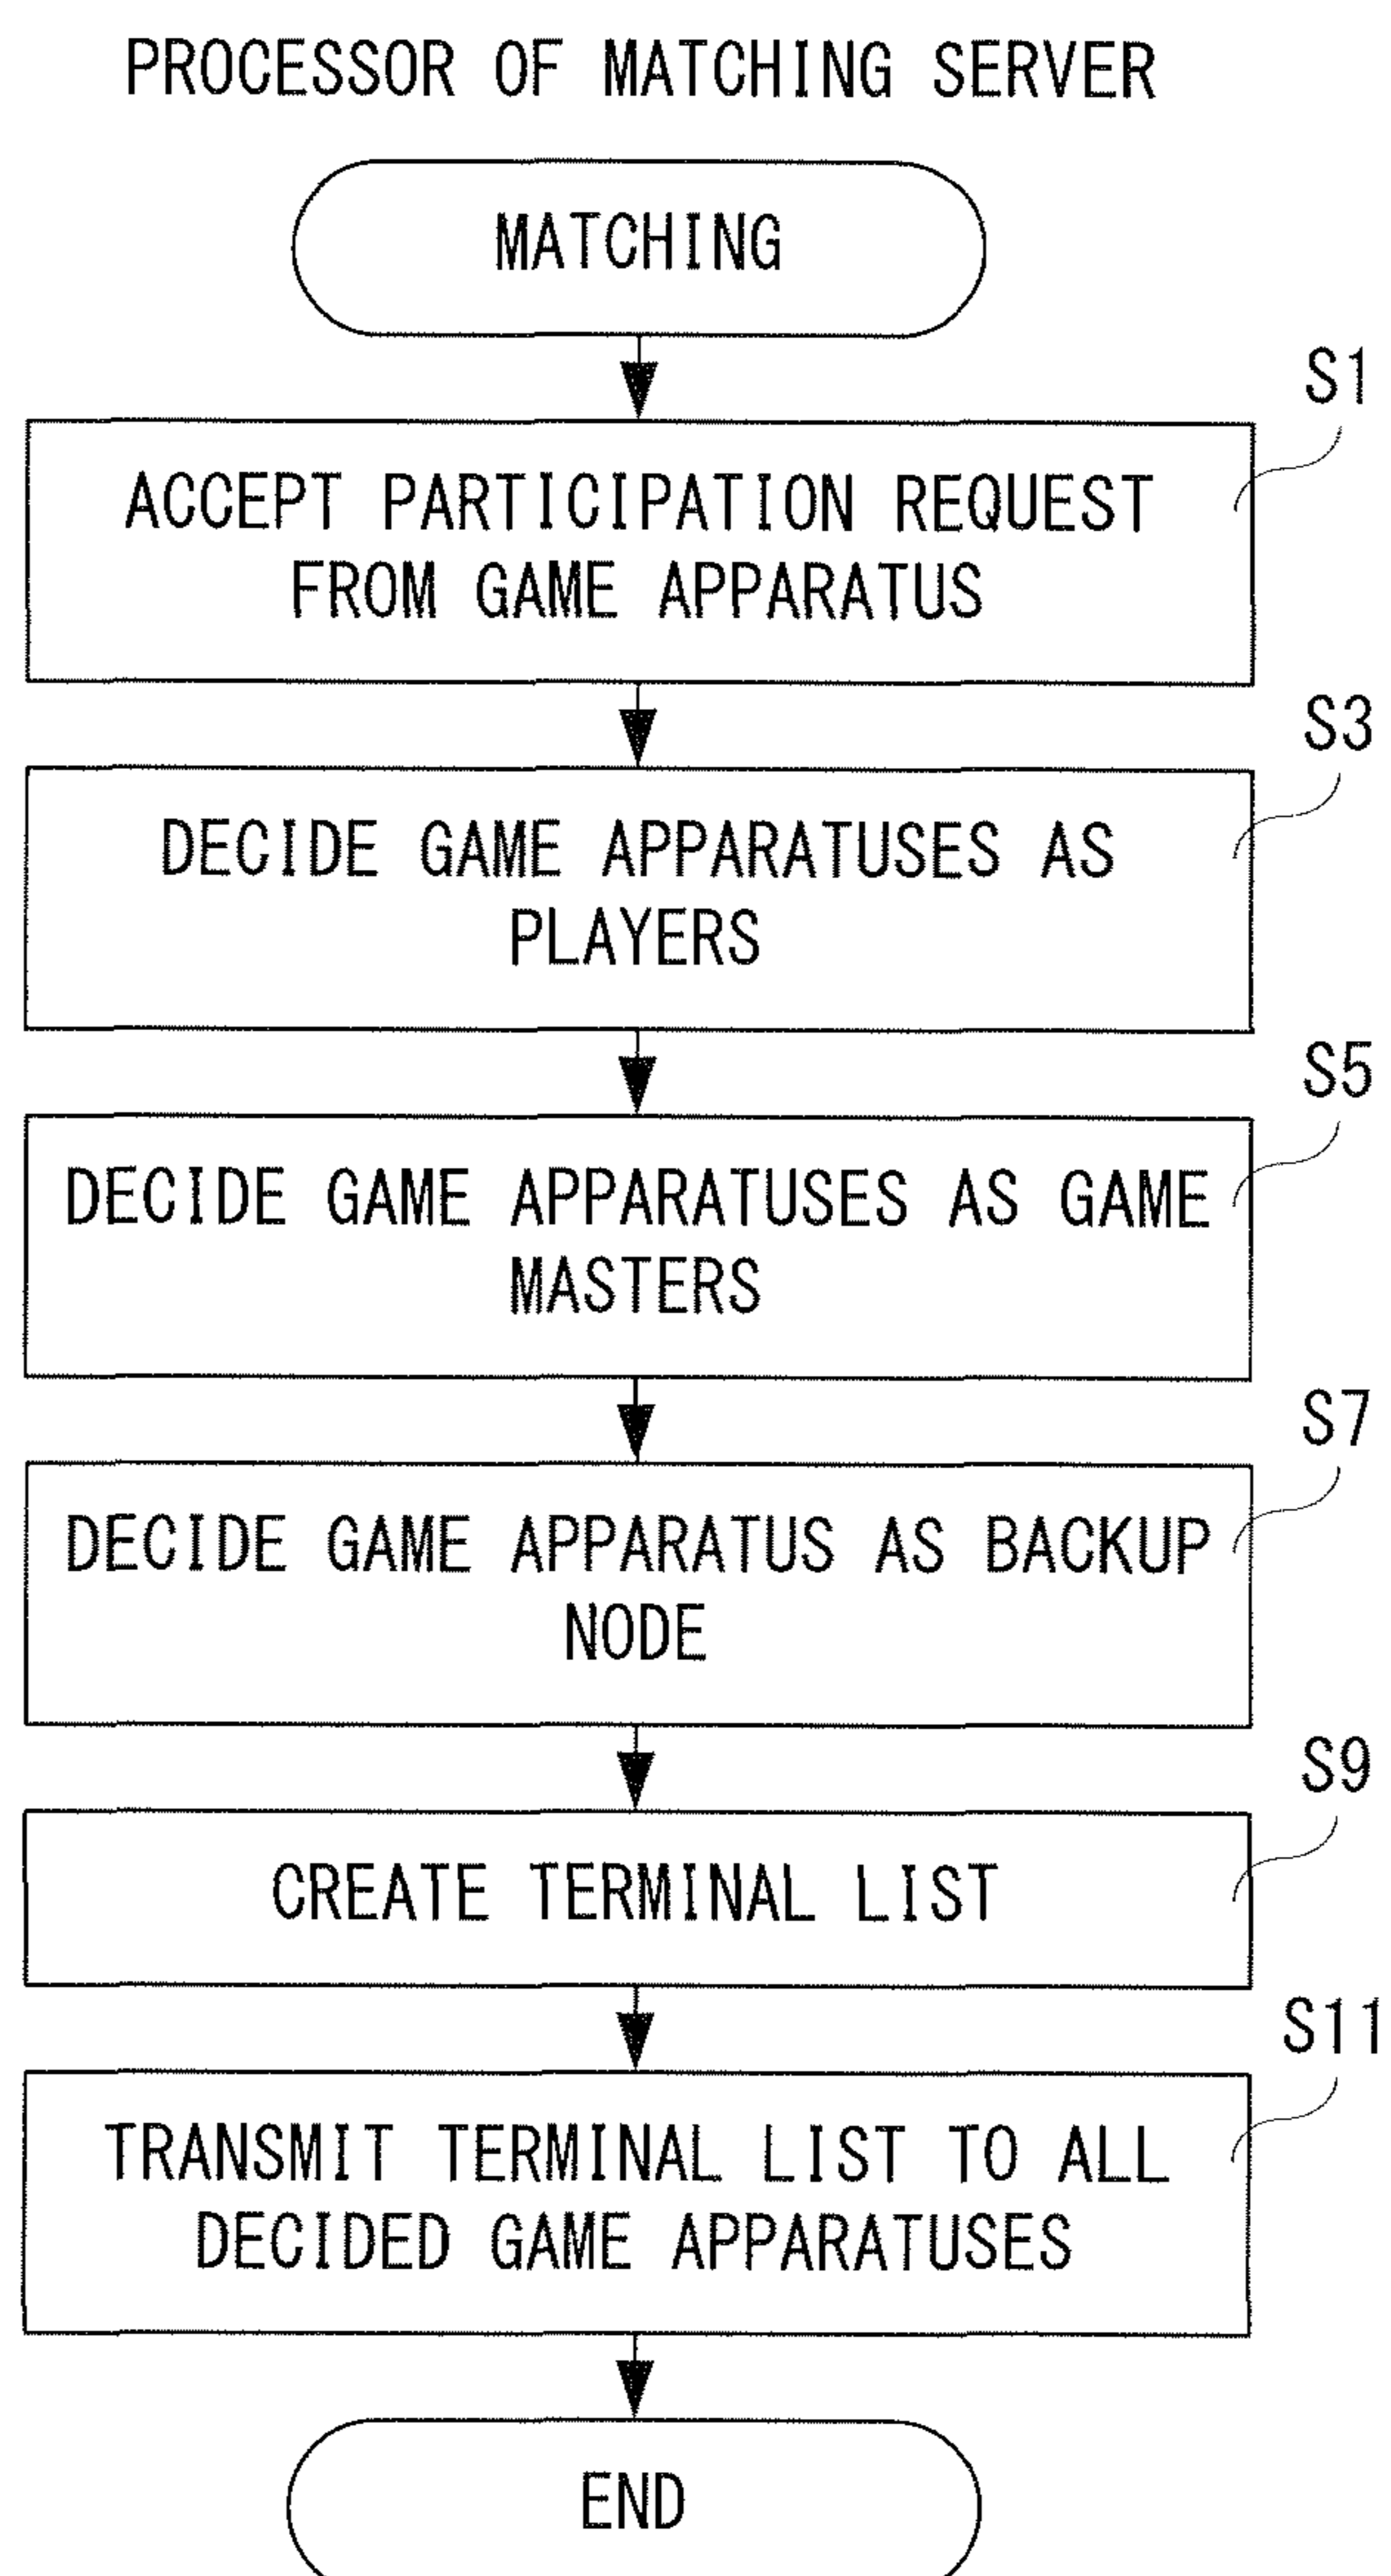 PROCESSOR OF MATCHING SERVER
MATCHING
S1
ACCEPT PARTICIPATION REQUEST
FROM GAME APPARATUS
S3
DECIDE GAME APPARATUSES AS
PLAYERS
S5
DECIDE GAME APPARATUSES AS GAME
MASTERS
S7
DECIDE GAME APPARATUS AS BACKUP
NODE
S9
CREATE TERMINAL LIST
S11
TRANSMIT TERMINAL LIST TO ALL
DECIDED GAME APPARATUSES
END